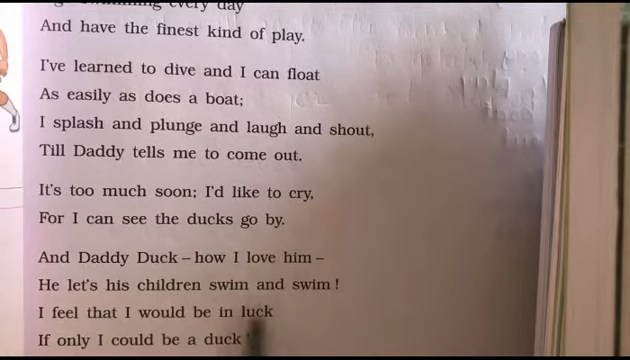 every day
And have the finest kind of play.
I've learned to dive and I can float
As easily as does a boat;
I splash and plunge and laugh and shout,
Till Daddy tells me to come out.
It's too much soon; I'd like to cry,
For I can see the ducks go by.
And Daddy Duck – how I love him –
He let's his children swim and swim !
I feel that I would be in luck
If only I could be a duck